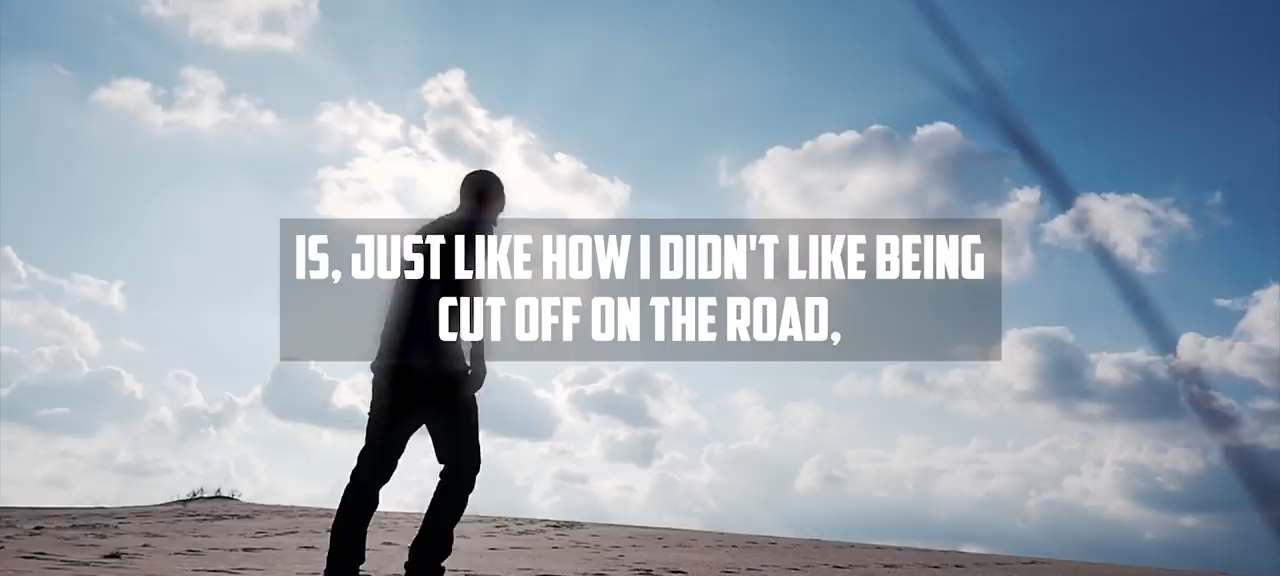 IS, JUST LIKE HOW I DIDN'T LIKE BEING
CUT OFF ON THE ROAD,